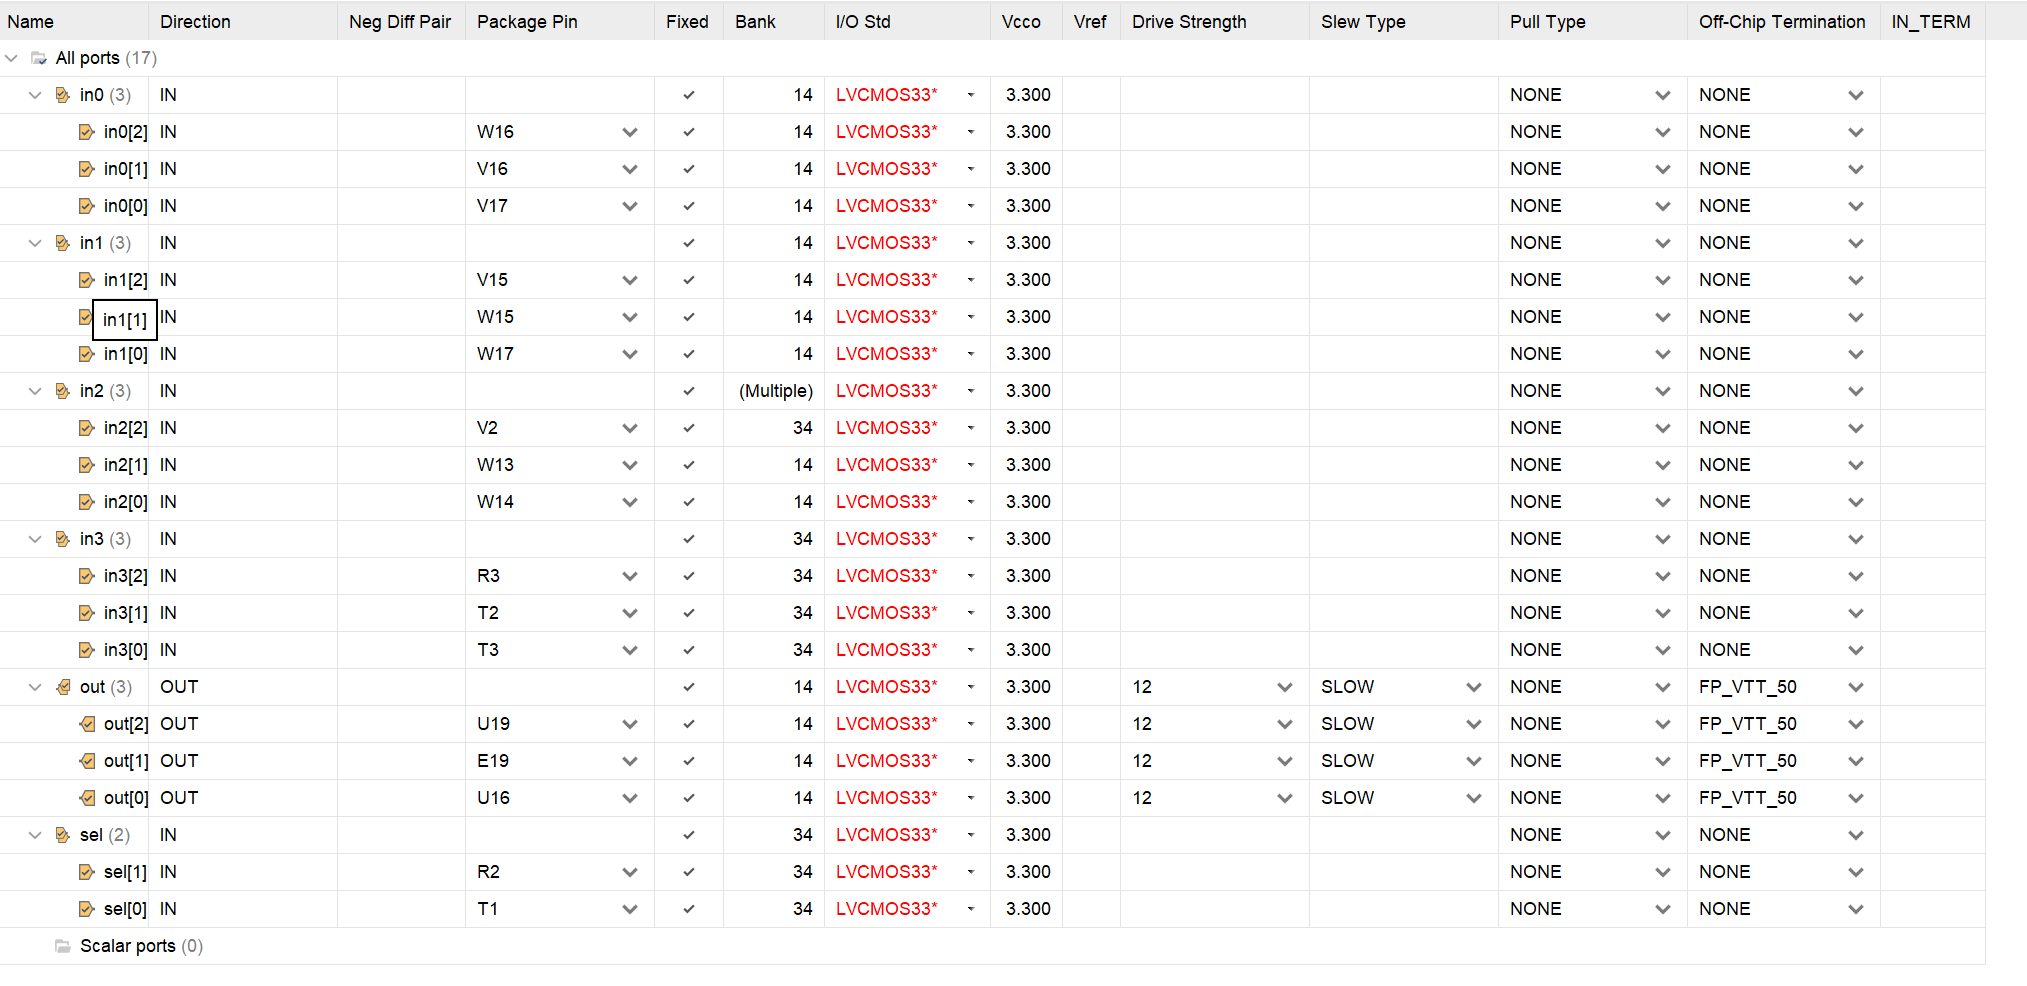 Name Direction Neg Diff Pair Package Pin Fixed Bank I/O Std Vcco Vref Drive Strength Slew Type Pull Type Off-Chip Termination IN_TERM
All ports (17)
in0 (3) IN 14 LVCMOS33* 3.300 NONE NONE
in0[2] IN W16 14 LVCMOS33* 3.300 NONE NONE
in0[1] IN V16 14 LVCMOS33* 3.300 NONE NONE
in0[0] IN V17 14 LVCMOS33* 3.300 NONE NONE
in1 (3) IN 14 LVCMOS33* 3.300 NONE NONE
in1[2] IN V15 14 LVCMOS33* 3.300 NONE NONE
in1[1] IN W15 14 LVCMOS33* 3.300 NONE NONE
in1[0] IN W17 14 LVCMOS33* 3.300 NONE NONE
in2 (3) IN (Multiple) LVCMOS33* 3.300 NONE NONE
in2[2] IN V2 34 LVCMOS33* 3.300 NONE NONE
in2[1] IN W13 14 LVCMOS33* 3.300 NONE NONE
in2[0] IN W14 14 LVCMOS33* 3.300 NONE NONE
in3 (3) IN 34 LVCMOS33* 3.300 NONE NONE
in3[2] IN R3 34 LVCMOS33* 3.300 NONE NONE
in3[1] IN T2 34 LVCMOS33* 3.300 NONE NONE
in3[0] IN T3 34 LVCMOS33* 3.300 NONE NONE
out (3) OUT 14 LVCMOS33* 3.300 12 SLOW NONE FP_VTT_50
out[2] OUT U19 14 LVCMOS33* 3.300 12 SLOW NONE FP_VTT_50
out[1] OUT E19 14 LVCMOS33* 3.300 12 SLOW NONE FP_VTT_50
out[0] OUT U16 14 LVCMOS33* 3.300 12 SLOW NONE FP_VTT_50
sel (2) IN 34 LVCMOS33* 3.300 NONE NONE
sel[1] IN R2 34 LVCMOS33* 3.300 NONE NONE
sel[0] IN T1 34 LVCMOS33* 3.300 NONE NONE
Scalar ports (0)